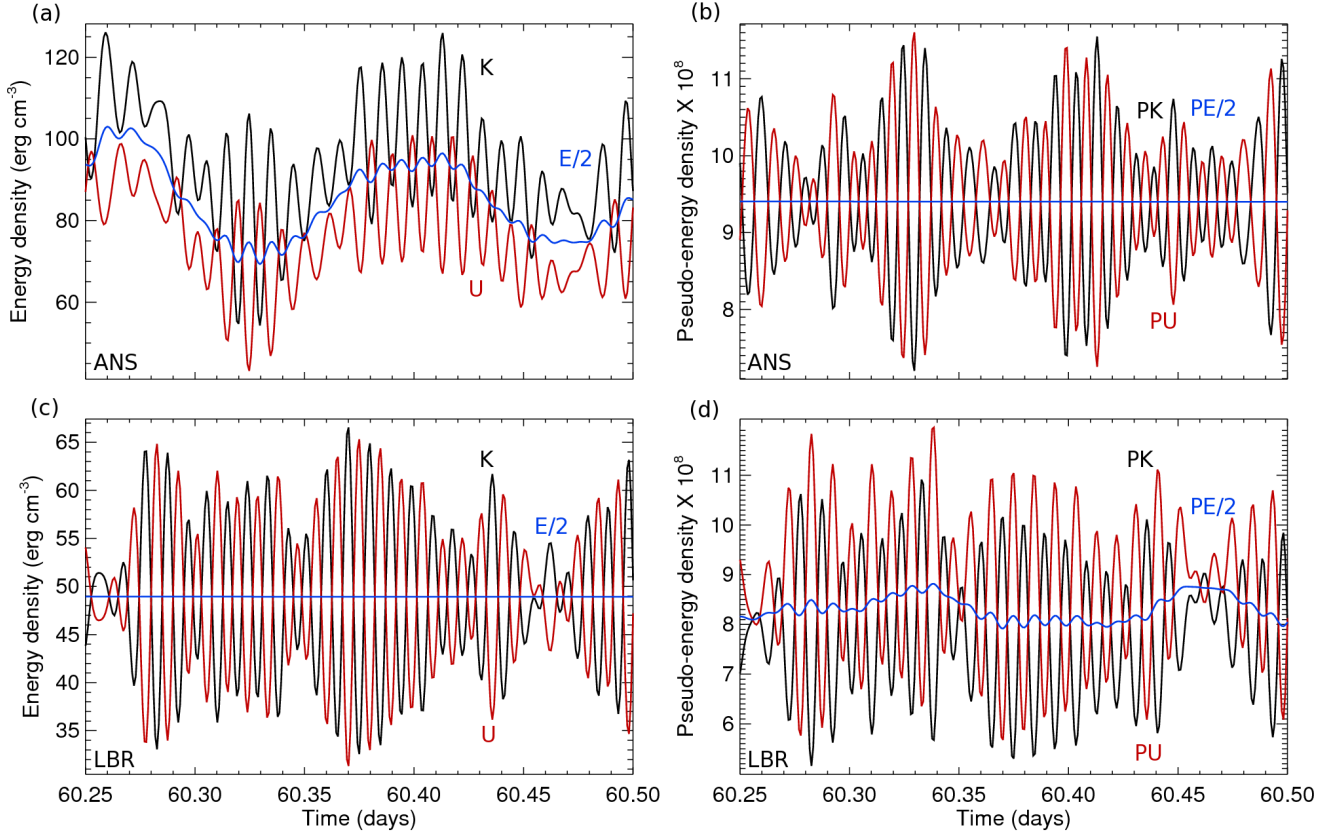 (a)
Energy density (erg cm⁻³)
120
100
80
60
K
E/2
U
ANS
(b)
Pseudo-energy density X 10⁸
11
10
9
8
PK
PE/2
PU
ANS
(c)
Energy density (erg cm⁻³)
65
60
55
50
45
40
35
K
E/2
U
LBR
60.25 60.30 60.35 60.40 60.45 60.50
Time (days)
(d)
Pseudo-energy density X 10⁸
11
10
9
8
7
6
PK
PE/2
PU
LBR
60.25 60.30 60.35 60.40 60.45 60.50
Time (days)